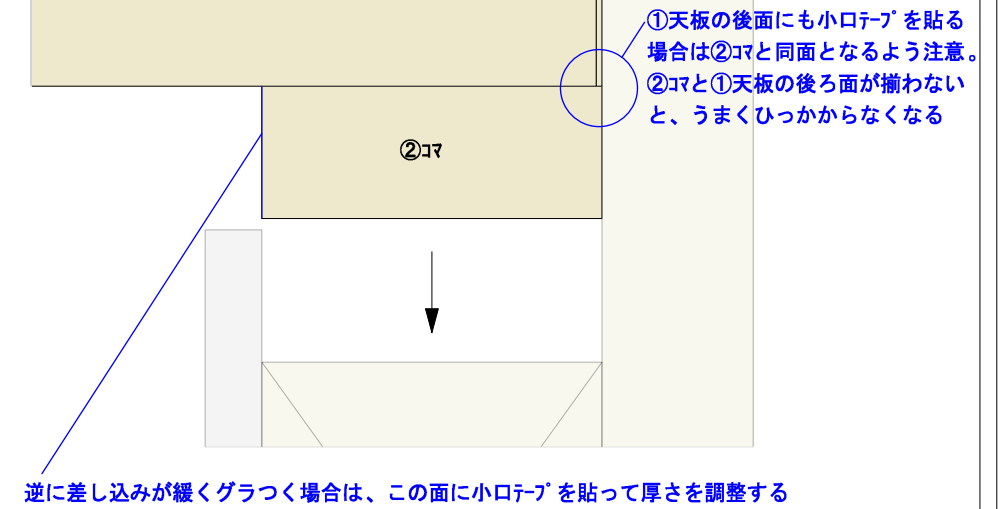 ①天板の後面にも小口ﾃｰﾌﾟを貼る
場合は②ｺﾏと同面となるよう注意。
②ｺﾏと①天板の後ろ面が揃わない
と、うまくひっかからなくなる
②ｺﾏ
逆に差し込みが緩くグラつく場合は、この面に小口ﾃｰﾌﾟを貼って厚さを調整する